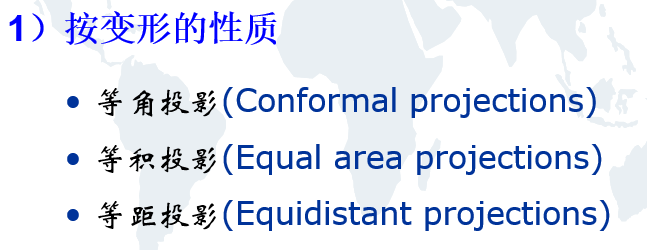 1）按变形的性质
• 等角投影(Conformal projections)
• 等积投影(Equal area projections)
• 等距投影(Equidistant projections)